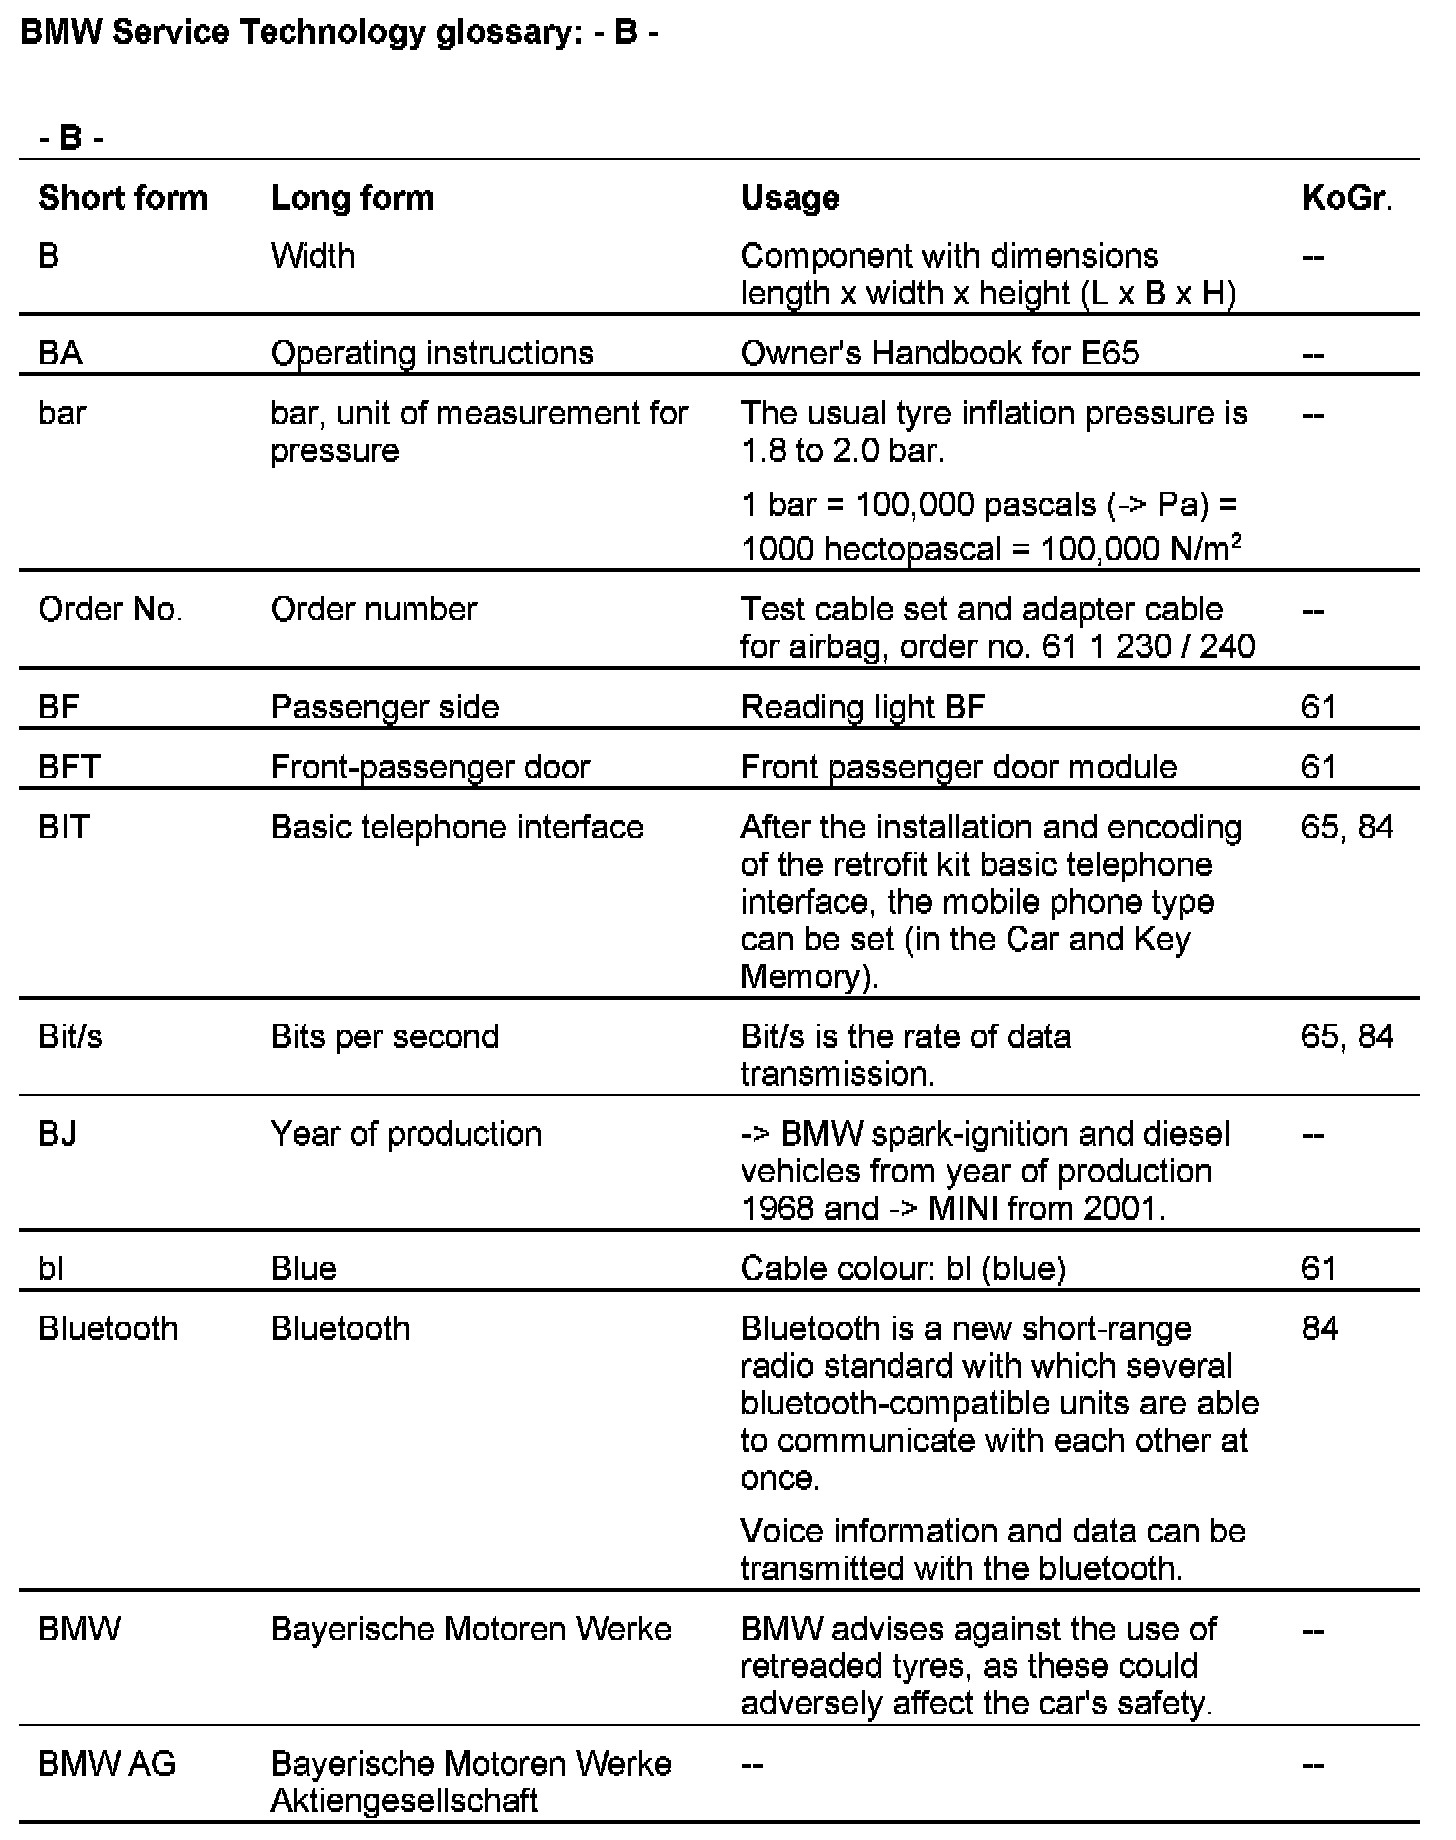 BMW Service Technology glossary: - B -
- B -
Short form Long form Usage KoGr.
B Width Component with dimensions --
length x width x height (L x B x H)
BA Operating instructions Owner's Handbook for E65 --
bar bar, unit of measurement for The usual tyre inflation pressure is --
pressure 1.8 to 2.0 bar.
1 bar = 100,000 pascals (-> Pa) =
1000 hectopascal = 100,000 N/m²
Order No. Order number Test cable set and adapter cable --
for airbag, order no. 61 1 230 / 240
BF Passenger side Reading light BF 61
BFT Front-passenger door Front passenger door module 61
BIT Basic telephone interface After the installation and encoding 65, 84
of the retrofit kit basic telephone
interface, the mobile phone type
can be set (in the Car and Key
Memory).
Bit/s Bits per second Bit/s is the rate of data 65, 84
transmission.
BJ Year of production -> BMW spark-ignition and diesel --
vehicles from year of production
1968 and -> MINI from 2001.
bl Blue Cable colour: bl (blue) 61
Bluetooth Bluetooth Bluetooth is a new short-range 84
radio standard with which several
bluetooth-compatible units are able
to communicate with each other at
once.
Voice information and data can be
transmitted with the bluetooth.
BMW Bayerische Motoren Werke BMW advises against the use of --
retreaded tyres, as these could
adversely affect the car's safety.
BMW AG Bayerische Motoren Werke -- --
Aktiengesellschaft